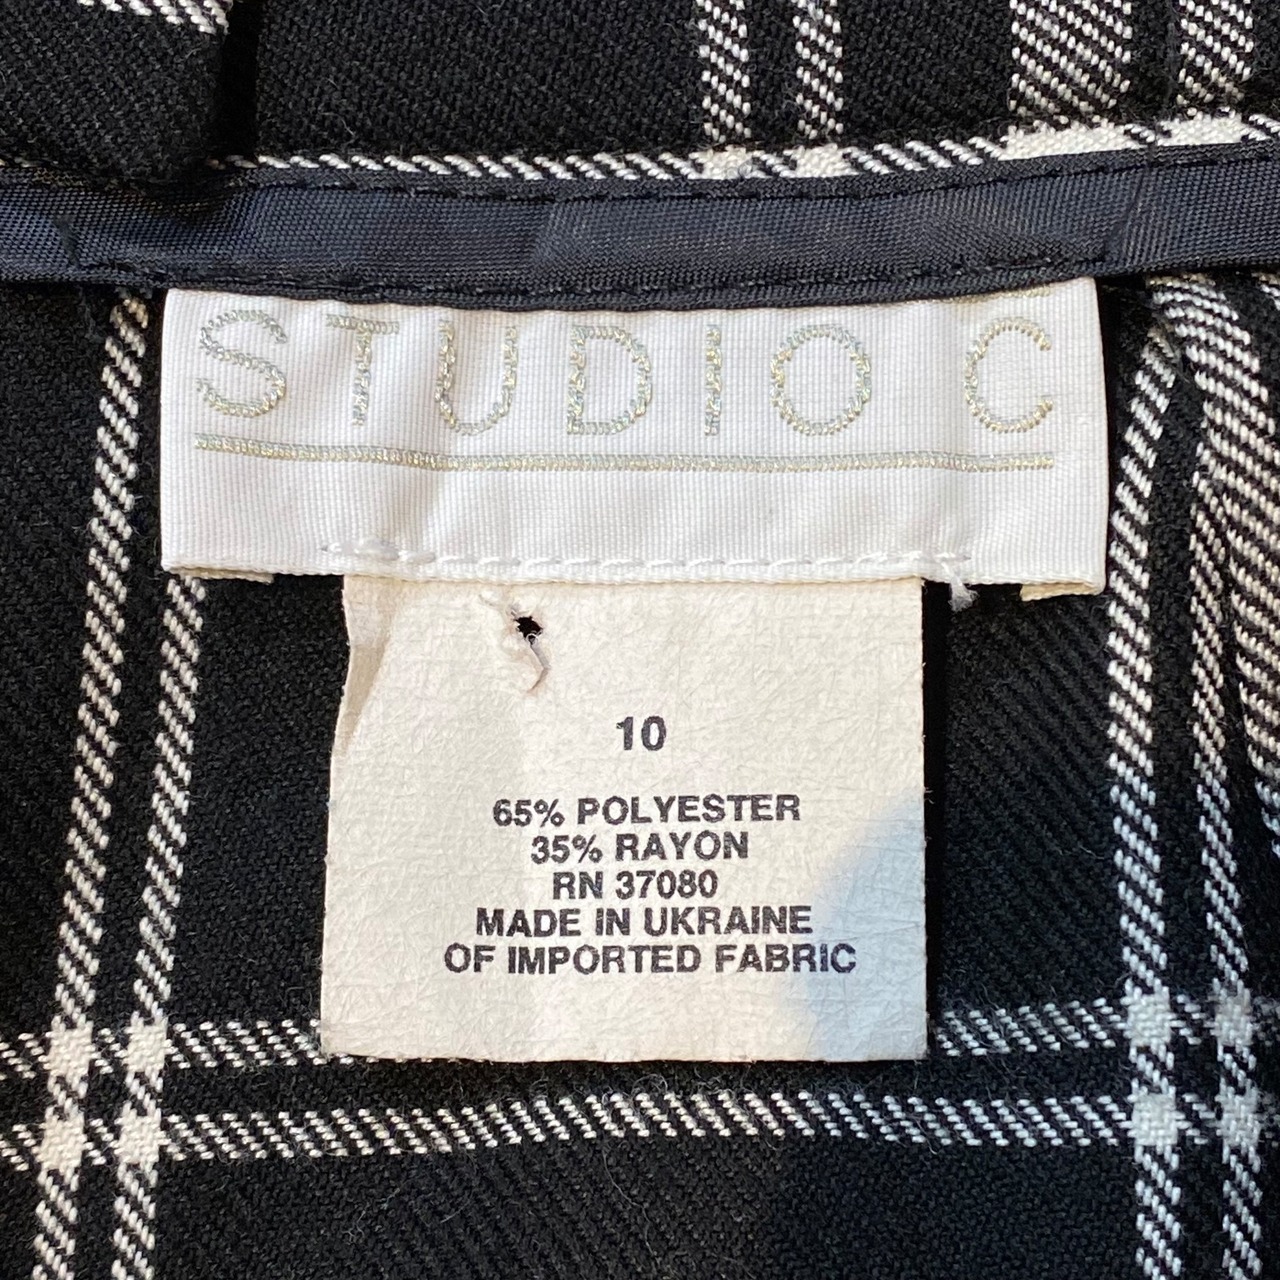 STUDIO C
10
65% POLYESTER
35% RAYON
RN 37080
MADE IN UKRAINE
OF IMPORTED FABRIC